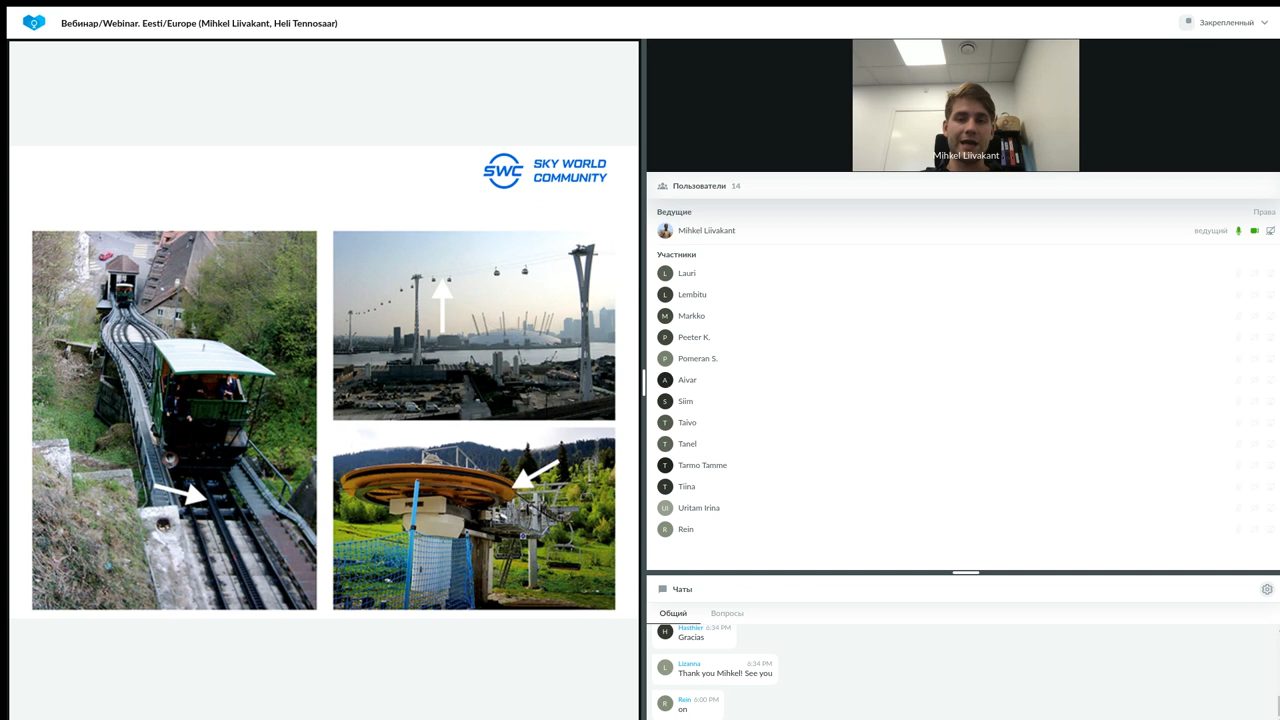 Вебинар/Webinar. Eesti/Europe (Mihkel Liivakant, Heli Tennosaar)
Закрепленный
SWC SKY WORLD
COMMUNITY
Mihkel Liivakant
Пользователи 14
Ведущие Права
Mihkel Liivakant ведущий
Участники
L Lauri
L Lembitu
M Markko
P Peeter K.
P Pomeran S.
A Aivar
S Siim
T Taivo
T Tanel
T Tarmo Tamme
T Tiina
UI Uritam Irina
R Rein
Чаты
Общий Вопросы
H Hasthier 6:34 PM
Gracias
L Lizanna 6:34 PM
Thank you Mihkel! See you
R Rein 6:00 PM
on